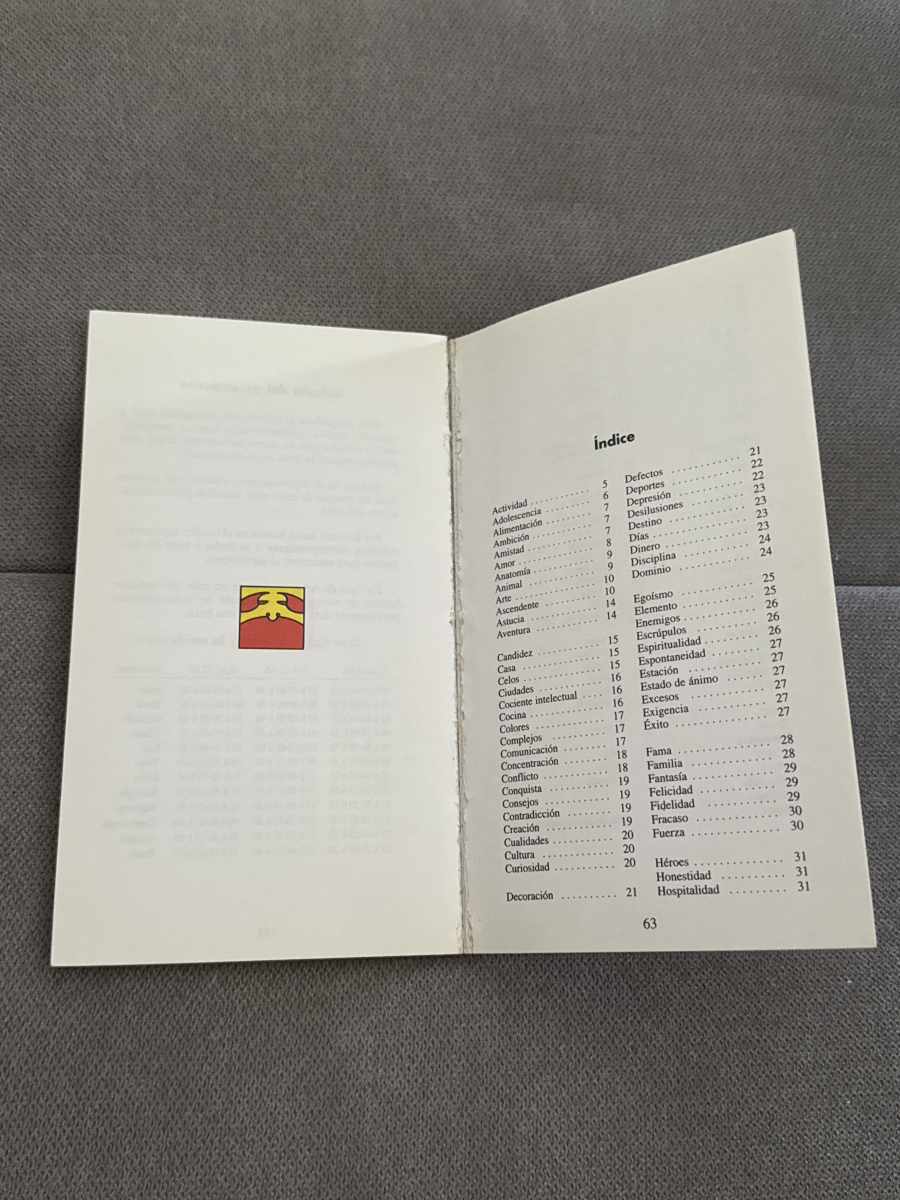 Índice
Actividad . . . . . . . . . . 5
Adolescencia . . . . . . . . 6
Alimentación . . . . . . . . 7
Ambición . . . . . . . . . . 7
Amistad . . . . . . . . . . 7
Amor . . . . . . . . . . 8
Anatomía . . . . . . . . . . 9
Animal . . . . . . . . . . 9
Arte . . . . . . . . . . 10
Ascendente . . . . . . . . 10
Astucia . . . . . . . . . . 14
Aventura . . . . . . . . . . 14
Candidez . . . . . . . . . . 15
Casa . . . . . . . . . . 15
Celos . . . . . . . . . . 15
Ciudades . . . . . . . . . . 16
Cociente intelectual . . . . 16
Cocina . . . . . . . . . . 16
Colores . . . . . . . . . . 17
Complejos . . . . . . . . . . 17
Comunicación . . . . . . . . 17
Concentración . . . . . . . . 18
Conflicto . . . . . . . . . . 18
Conquista . . . . . . . . . . 19
Consejos . . . . . . . . . . 19
Contradicción . . . . . . . . 19
Creación . . . . . . . . . . 19
Cualidades . . . . . . . . . . 20
Cultura . . . . . . . . . . 20
Curiosidad . . . . . . . . . . 20
Decoración . . . . . . . . . 21
Defectos . . . . . . . . . . 21
Deportes . . . . . . . . . . 22
Depresión . . . . . . . . . . 22
Desilusiones . . . . . . . . 23
Destino . . . . . . . . . . 23
Días . . . . . . . . . . 23
Dinero . . . . . . . . . . 23
Disciplina . . . . . . . . . . 24
Dominio . . . . . . . . . . 24
Egoísmo . . . . . . . . . . 25
Elemento . . . . . . . . . . 25
Enemigos . . . . . . . . . . 26
Escrúpulos . . . . . . . . . 26
Espiritualidad . . . . . . . . 26
Espontaneidad . . . . . . . . 27
Estación . . . . . . . . . . 27
Estado de ánimo . . . . . . . 27
Excesos . . . . . . . . . . 27
Exigencia . . . . . . . . . . 27
Éxito . . . . . . . . . . 27
Fama . . . . . . . . . . 28
Familia . . . . . . . . . . 28
Fantasía . . . . . . . . . . 29
Felicidad . . . . . . . . . . 29
Fidelidad . . . . . . . . . . 29
Fracaso . . . . . . . . . . 30
Fuerza . . . . . . . . . . 30
Héroes . . . . . . . . . . 31
Honestidad . . . . . . . . . 31
Hospitalidad . . . . . . . . . 31
63